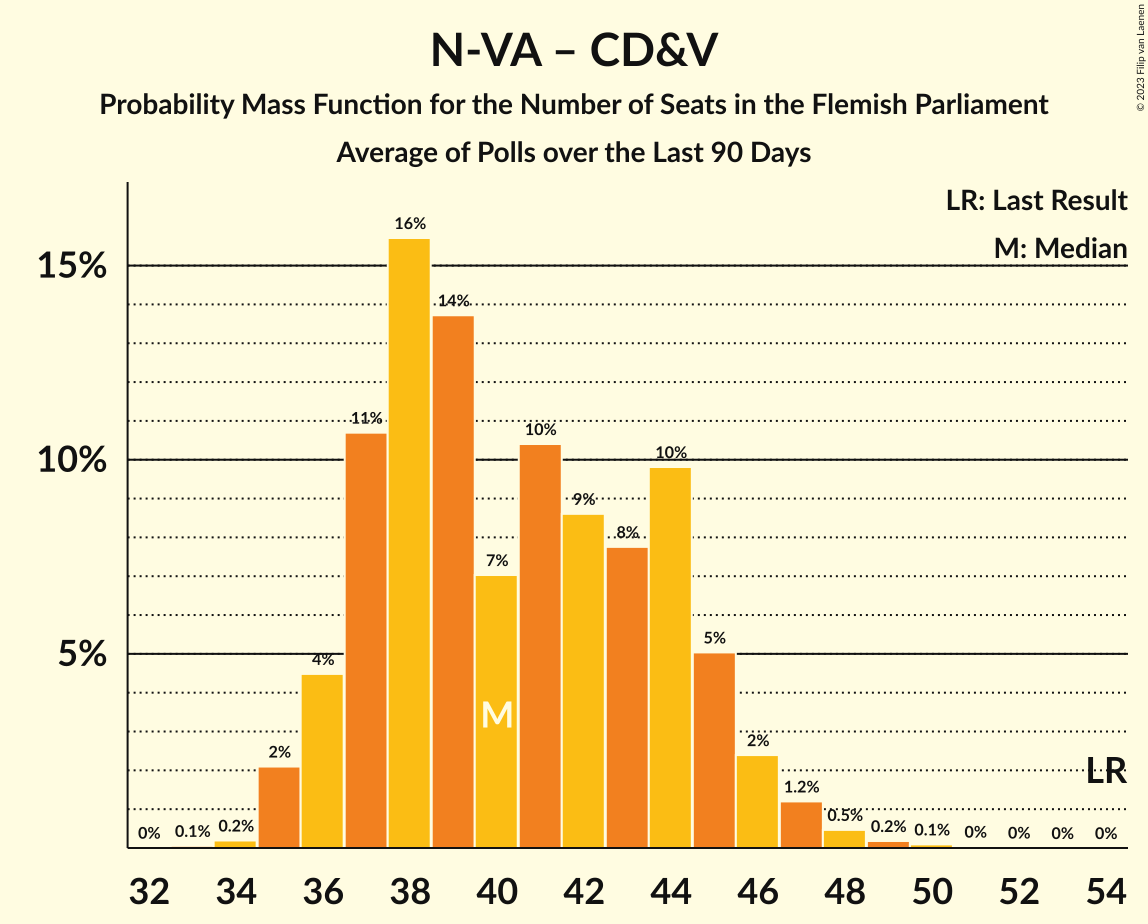 N-VA – CD&V
Probability Mass Function for the Number of Seats in the Flemish Parliament
Average of Polls over the Last 90 Days
© 2023 Filip van Laenen
LR: Last Result
M: Median
15%
10%
5%
0%
0.1%
0.2%
2%
4%
11%
16%
14%
7%
10%
9%
8%
10%
5%
2%
1.2%
0.5%
0.2%
0.1%
0%
0%
0%
0%
M
LR
32 34 36 38 40 42 44 46 48 50 52 54